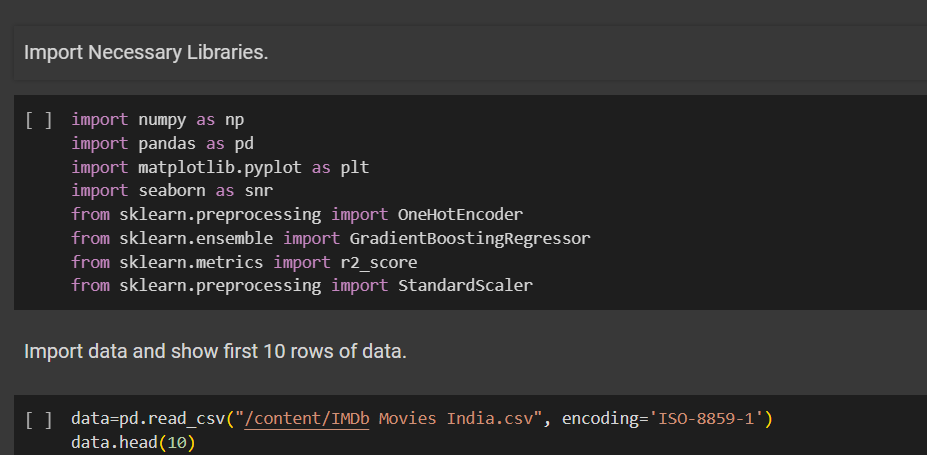 Import Necessary Libraries.
[ ] import numpy as np
import pandas as pd
import matplotlib.pyplot as plt
import seaborn as snr
from sklearn.preprocessing import OneHotEncoder
from sklearn.ensemble import GradientBoostingRegressor
from sklearn.metrics import r2_score
from sklearn.preprocessing import StandardScaler
Import data and show first 10 rows of data.
[ ] data=pd.read_csv("/content/IMDb Movies India.csv", encoding='ISO-8859-1')
data.head(10)